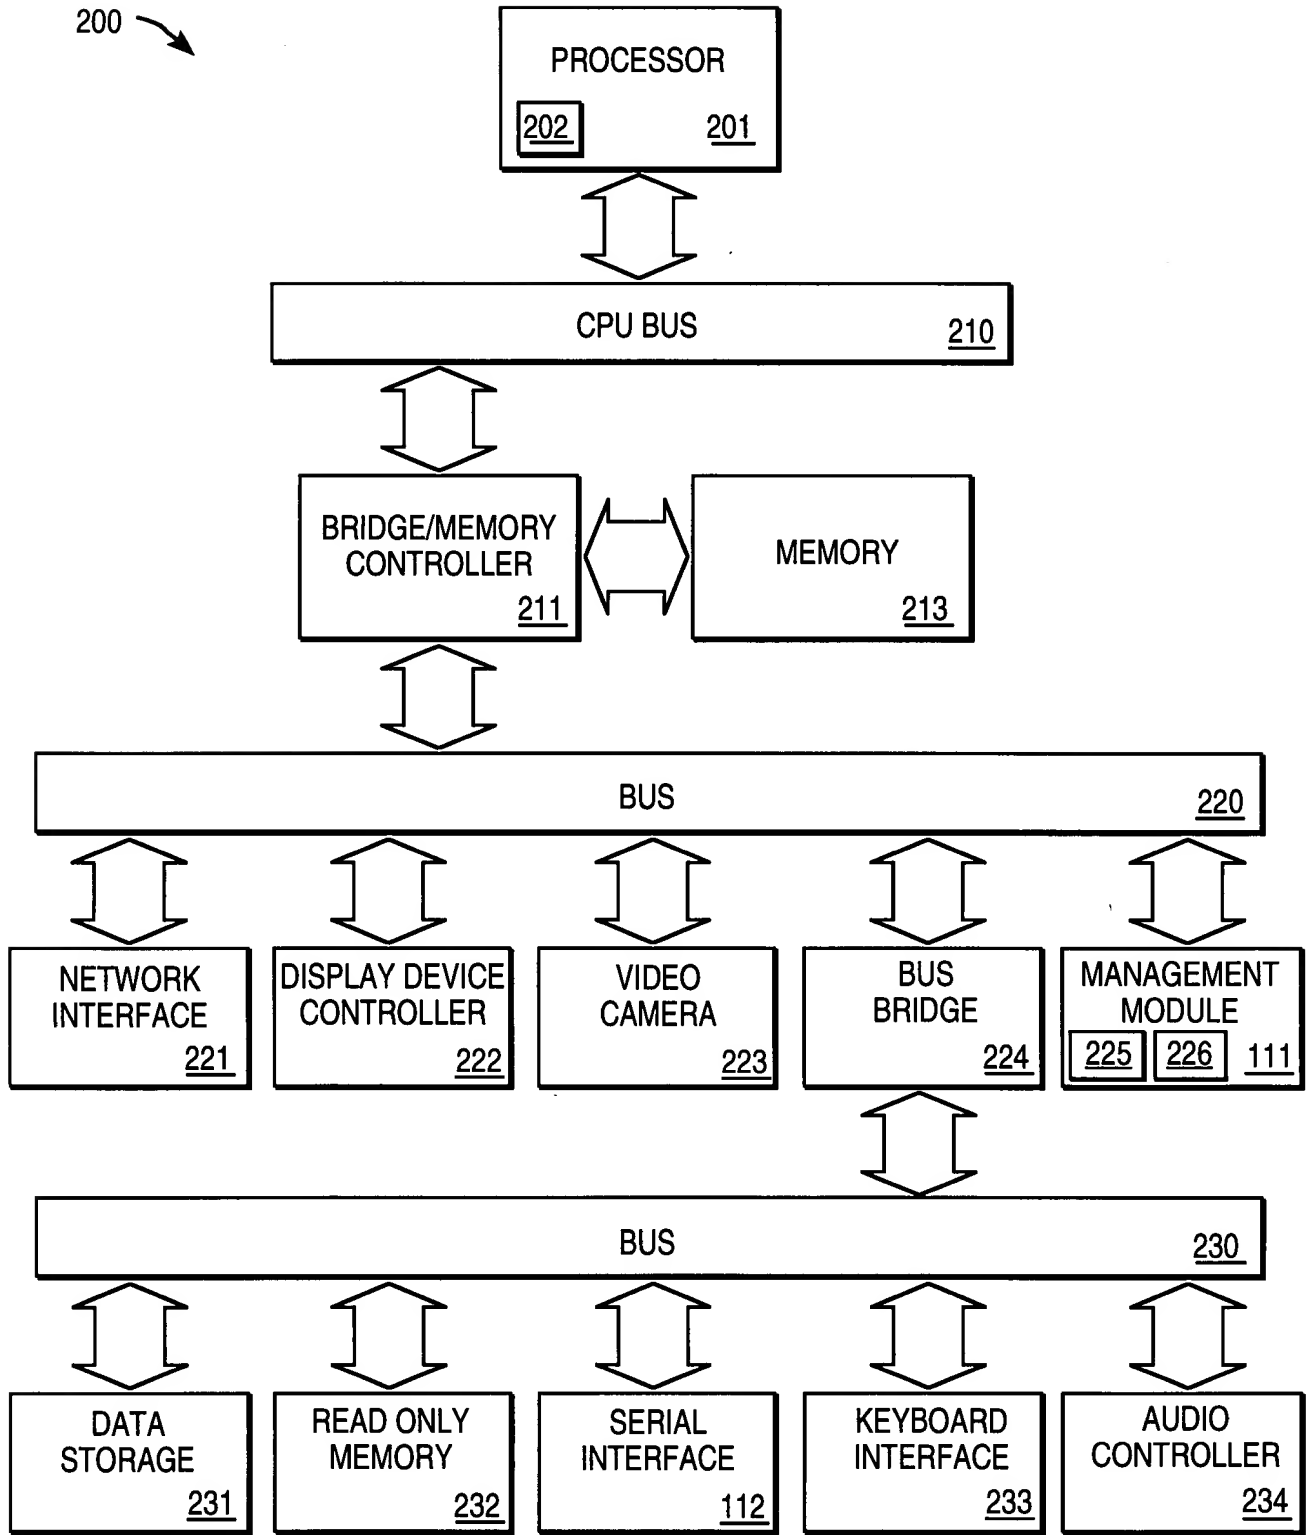 200
PROCESSOR
202
201
CPU BUS
210
BRIDGE/MEMORY
CONTROLLER
211
MEMORY
213
BUS
220
NETWORK
INTERFACE
221
DISPLAY DEVICE
CONTROLLER
222
VIDEO
CAMERA
223
BUS
BRIDGE
224
MANAGEMENT
MODULE
225
226
111
BUS
230
DATA
STORAGE
231
READ ONLY
MEMORY
232
SERIAL
INTERFACE
112
KEYBOARD
INTERFACE
233
AUDIO
CONTROLLER
234